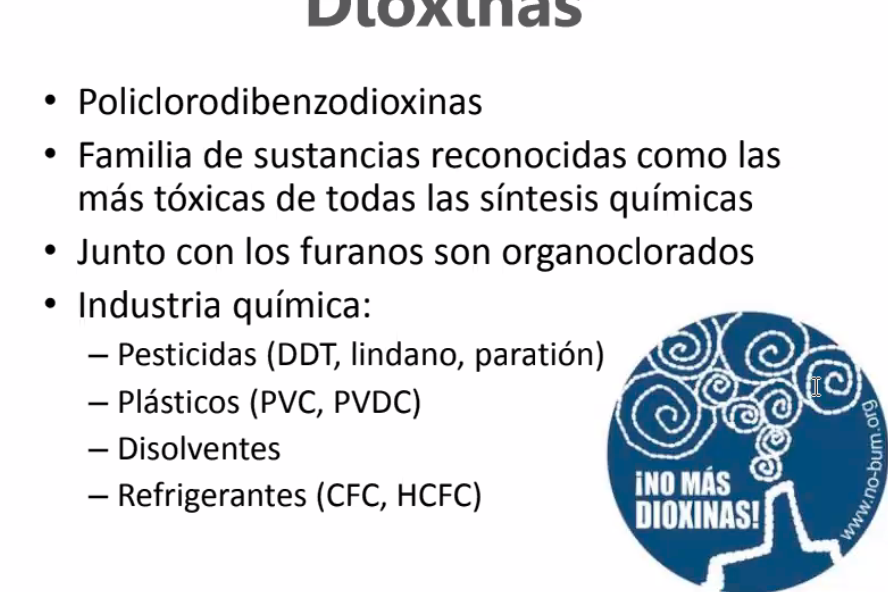 Dioxinas
• Policlorodibenzodioxinas
• Familia de sustancias reconocidas como las
más tóxicas de todas las síntesis químicas
• Junto con los furanos son organoclorados
• Industria química:
– Pesticidas (DDT, lindano, paratión)
– Plásticos (PVC, PVDC)
– Disolventes
– Refrigerantes (CFC, HCFC)
¡NO MÁS
DIOXINAS!
www.no-burn.org